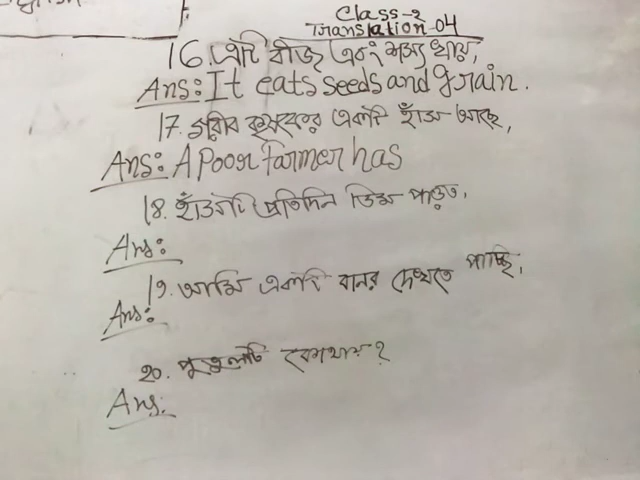 Class-২
Translation-04
16. এটি বীজ এবং শস্য খায়,
Ans: It eats seeds and grain.
17. গরীব কৃষকের একটি হাঁস আছে,
Ans: A Poor farmer has
18. হাঁসটি প্রতিদিন ডিম পাড়ত,
Ans:
19. আমি একটি বানর দেখতে পাচ্ছি,
Ans:
২০. পুতুলটি কোথায়?
Ans: